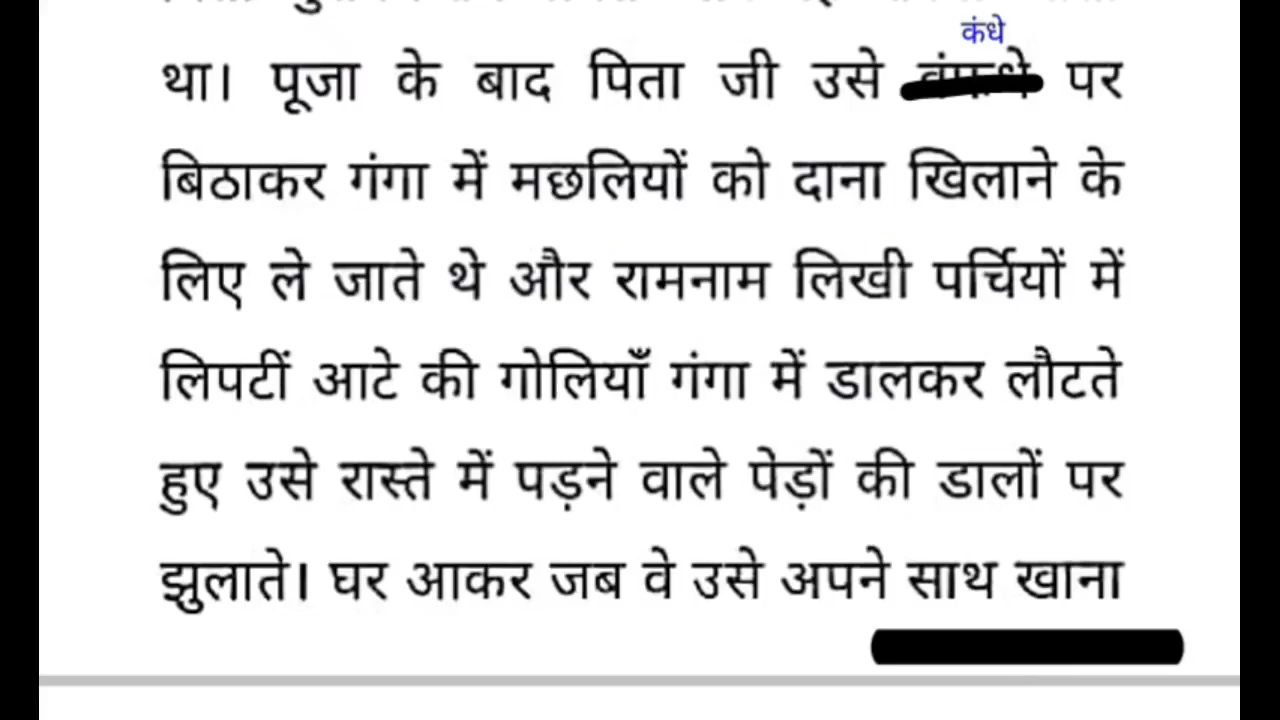 कंधे
था। पूजा के बाद पिता जी उसे पर
बिठाकर गंगा में मछलियों को दाना खिलाने के
लिए ले जाते थे और रामनाम लिखी पर्चियों में
लिपटीं आटे की गोलियाँ गंगा में डालकर लौटते
हुए उसे रास्ते में पड़ने वाले पेड़ों की डालों पर
झुलाते। घर आकर जब वे उसे अपने साथ खाना